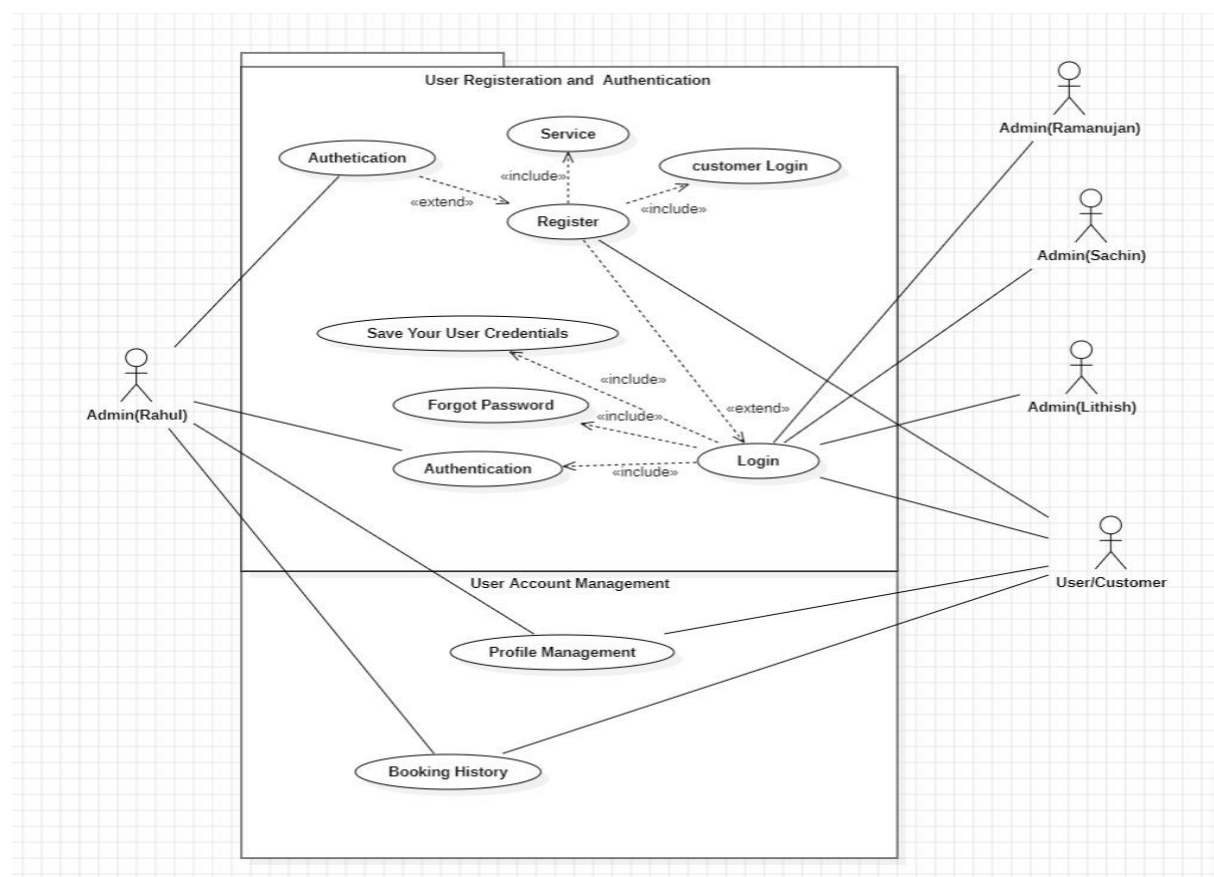 User Registeration and  Authentication
Admin(Ramanujan)
Service
Authetication
customer Login
«include»
«extend»
«include»
Register
Admin(Sachin)
Save Your User Credentials
«include»
Admin(Rahul)
Forgot Password
«include»
«extend»
Admin(Lithish)
Authentication
«include»
Login
User Account Management
User/Customer
Profile Management
Booking History